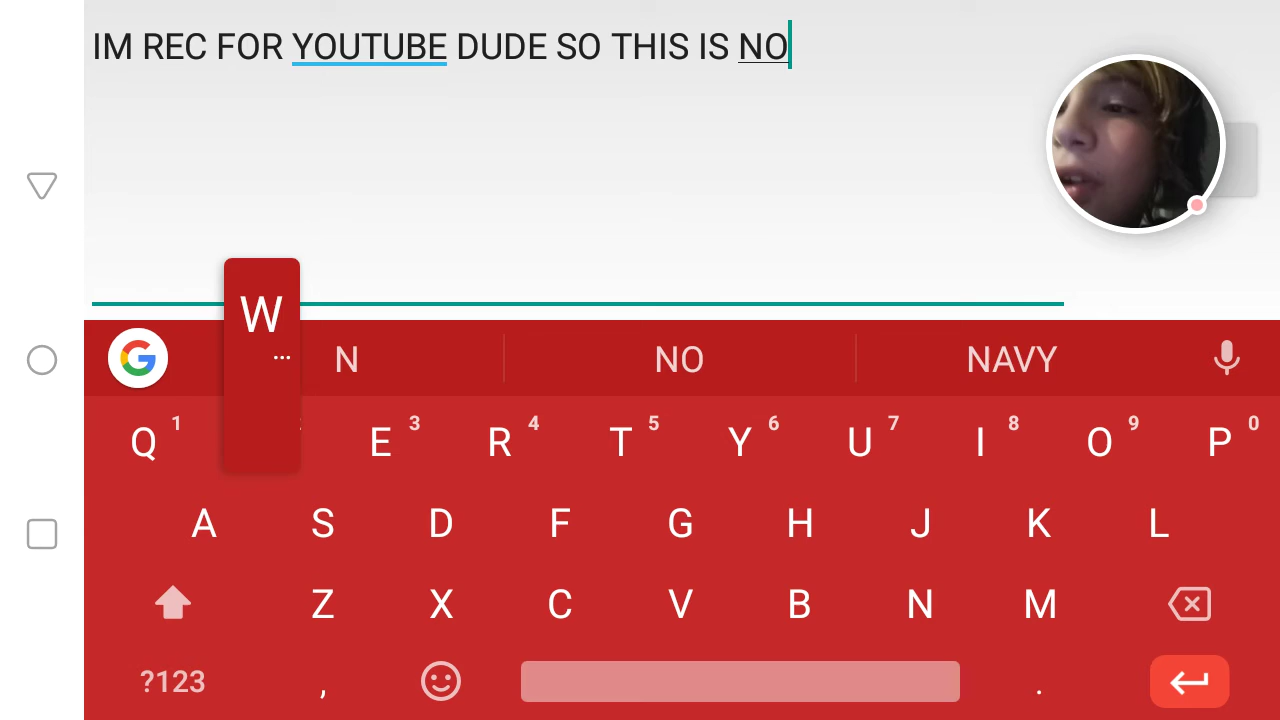 IM REC FOR YOUTUBE DUDE SO THIS IS NO
W
...
N NO NAVY
Q 1 E 3 R 4 T 5 Y 6 U 7 I 8 O 9 P 0
A S D F G H J K L
Z X C V B N M
?123 , .